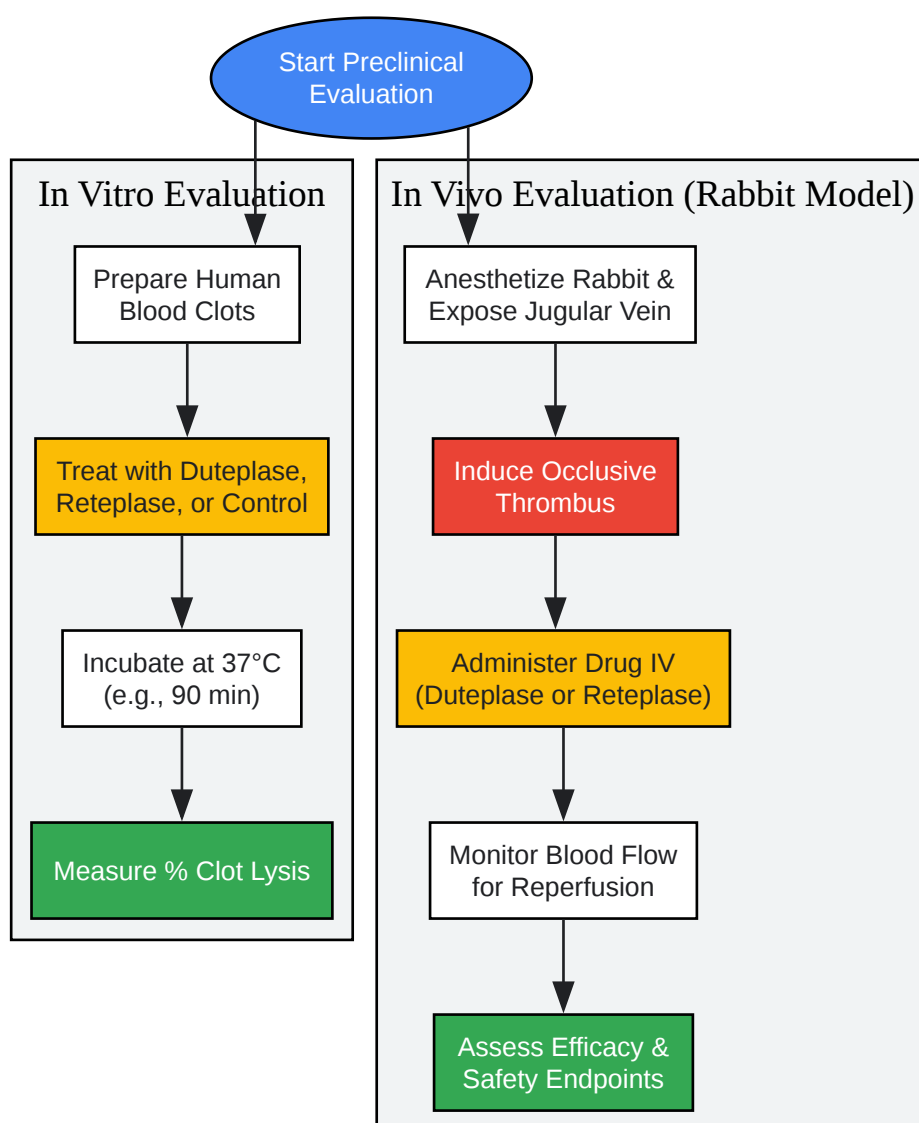 Start Preclinical
Evaluation
In Vitro Evaluation
Prepare Human
Blood Clots
Treat with Duteplase,
Reteplase, or Control
Incubate at 37°C
(e.g., 90 min)
Measure % Clot Lysis
In Vivo Evaluation (Rabbit Model)
Anesthetize Rabbit &
Expose Jugular Vein
Induce Occlusive
Thrombus
Administer Drug IV
(Duteplase or Reteplase)
Monitor Blood Flow
for Reperfusion
Assess Efficacy &
Safety Endpoints